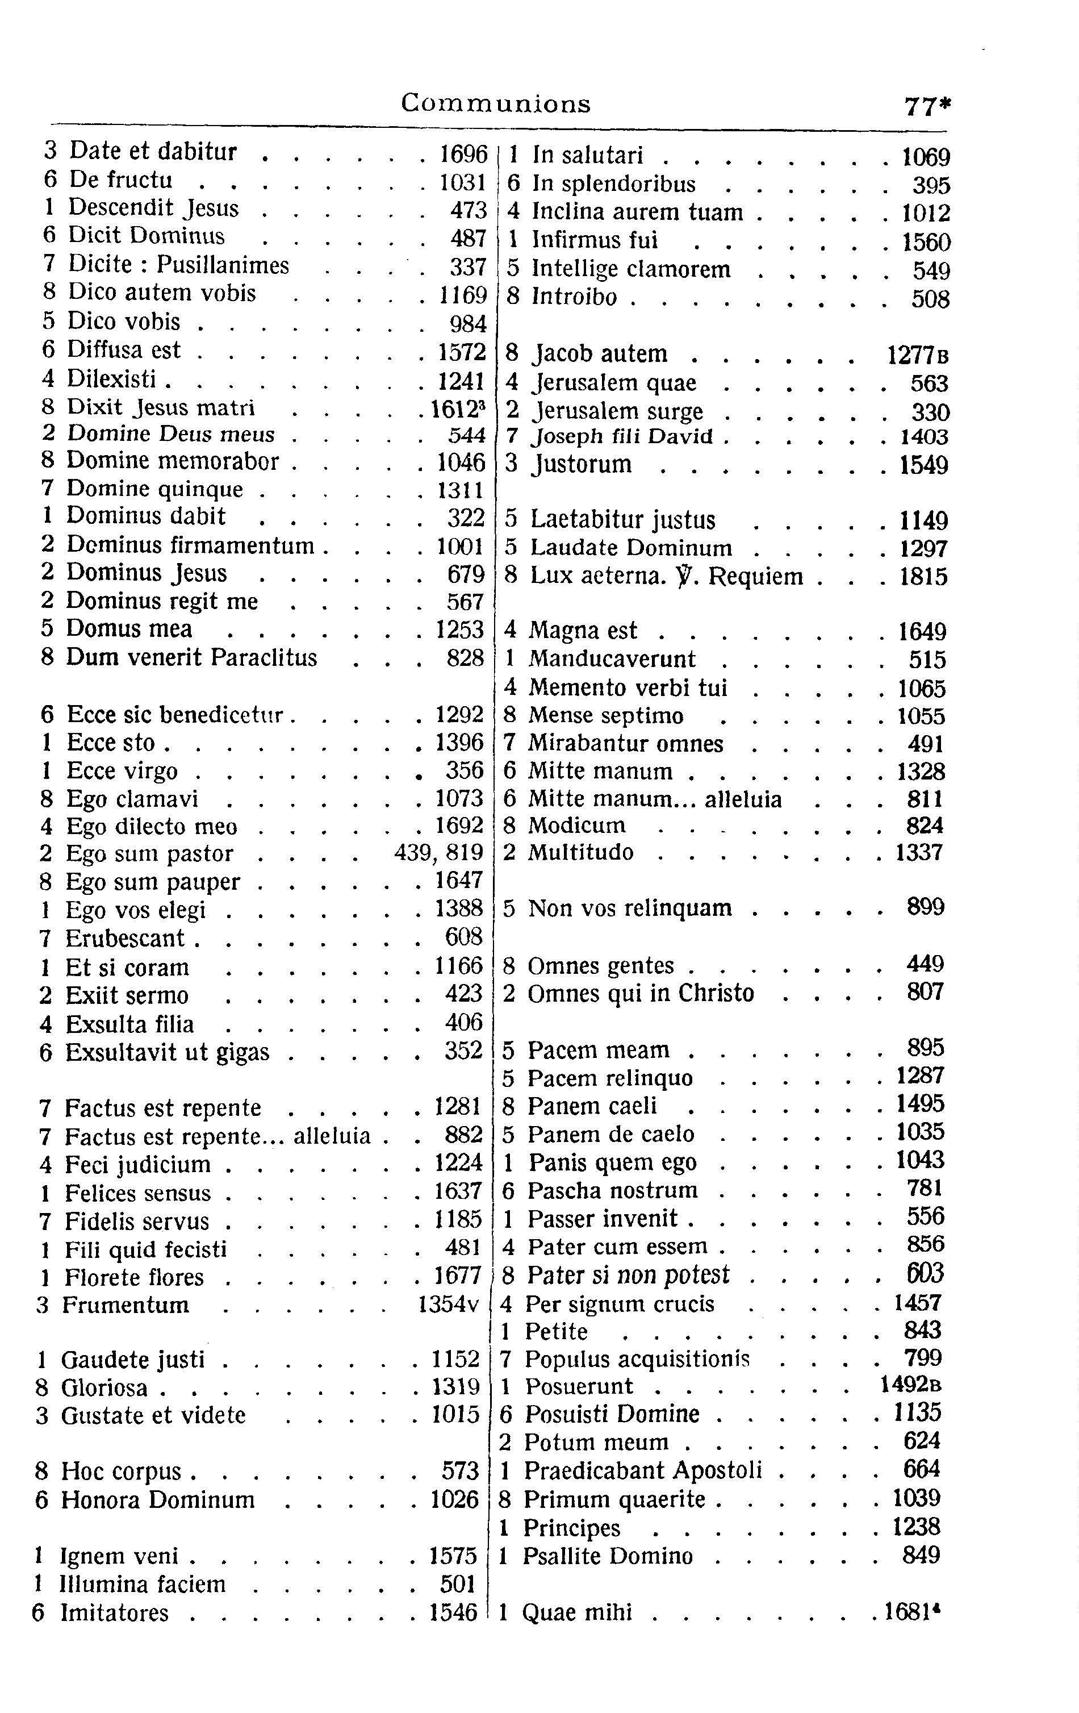 Communions 77*
3 Date et dabitur . . . . . . 1696
6 De fructu . . . . . . . . 1031
1 Descendit Jesus . . . . . . 473
6 Dicit Dominus . . . . . . 487
7 Dicite : Pusillanimes . . . . 337
8 Dico autem vobis . . . . . 1169
5 Dico vobis . . . . . . . . 984
6 Diffusa est . . . . . . . . 1572
4 Dilexisti . . . . . . . . . 1241
8 Dixit Jesus matri . . . . . 1612³
2 Domine Deus meus . . . . . 544
8 Domine memorabor . . . . . 1046
7 Domine quinque . . . . . . 1311
1 Dominus dabit . . . . . . 322
2 Dominus firmamentum . . . . 1001
2 Dominus Jesus . . . . . . 679
2 Dominus regit me . . . . . 567
5 Domus mea . . . . . . . 1253
8 Dum venerit Paraclitus . . . 828
6 Ecce sic benedicetur . . . . . 1292
1 Ecce sto . . . . . . . . . 1396
1 Ecce virgo . . . . . . . . 356
8 Ego clamavi . . . . . . . 1073
4 Ego dilecto meo . . . . . . 1692
2 Ego sum pastor . . . . 439, 819
8 Ego sum pauper . . . . . . 1647
1 Ego vos elegi . . . . . . . 1388
7 Erubescant . . . . . . . . 608
1 Et si coram . . . . . . . 1166
2 Exiit sermo . . . . . . . 423
4 Exsulta filia . . . . . . . 406
6 Exsultavit ut gigas . . . . . 352
7 Factus est repente . . . . . 1281
7 Factus est repente... alleluia . . 882
4 Feci judicium . . . . . . . 1224
1 Felices sensus . . . . . . . 1637
7 Fidelis servus . . . . . . . 1185
1 Fili quid fecisti . . . . . . 481
1 Florete flores . . . . . . . 1677
3 Frumentum . . . . . . 1354v
1 Gaudete justi . . . . . . . 1152
8 Gloriosa . . . . . . . . . 1319
3 Gustate et videte . . . . . 1015
8 Hoc corpus . . . . . . . . 573
6 Honora Dominum . . . . . 1026
1 Ignem veni . . . . . . . . 1575
1 Illumina faciem . . . . . . 501
6 Imitatores . . . . . . . . 1546
1 In salutari . . . . . . . . 1069
6 In splendoribus . . . . . . 395
4 Inclina aurem tuam . . . . . 1012
1 Infirmus fui . . . . . . . 1560
5 Intellige clamorem . . . . . 549
8 Introibo . . . . . . . . . 508
8 Jacob autem . . . . . . 1277B
4 Jerusalem quae . . . . . . 563
2 Jerusalem surge . . . . . . 330
7 Joseph fili David . . . . . . 1403
3 Justorum . . . . . . . . 1549
5 Laetabitur justus . . . . . 1149
5 Laudate Dominum . . . . . 1297
8 Lux aeterna. ℣. Requiem . . . 1815
4 Magna est . . . . . . . . 1649
1 Manducaverunt . . . . . . 515
4 Memento verbi tui . . . . . 1065
8 Mense septimo . . . . . . 1055
7 Mirabantur omnes . . . . . 491
6 Mitte manum . . . . . . . 1328
6 Mitte manum... alleluia . . . 811
8 Modicum . . . . . . . . 824
2 Multitudo . . . . . . . . 1337
5 Non vos relinquam . . . . . 899
8 Omnes gentes . . . . . . . 449
2 Omnes qui in Christo . . . . 807
5 Pacem meam . . . . . . . 895
5 Pacem relinquo . . . . . . 1287
8 Panem caeli . . . . . . . 1495
5 Panem de caelo . . . . . . 1035
1 Panis quem ego . . . . . . 1043
6 Pascha nostrum . . . . . . 781
1 Passer invenit . . . . . . . 556
4 Pater cum essem . . . . . . 856
8 Pater si non potest . . . . . 603
4 Per signum crucis . . . . . 1457
1 Petite . . . . . . . . . 843
7 Populus acquisitionis . . . . 799
1 Posuerunt . . . . . . . 1492B
6 Posuisti Domine . . . . . . 1135
2 Potum meum . . . . . . . 624
1 Praedicabant Apostoli . . . . 664
8 Primum quaerite . . . . . . 1039
1 Principes . . . . . . . . 1238
1 Psallite Domino . . . . . . 849
1 Quae mihi . . . . . . . . 1681⁴